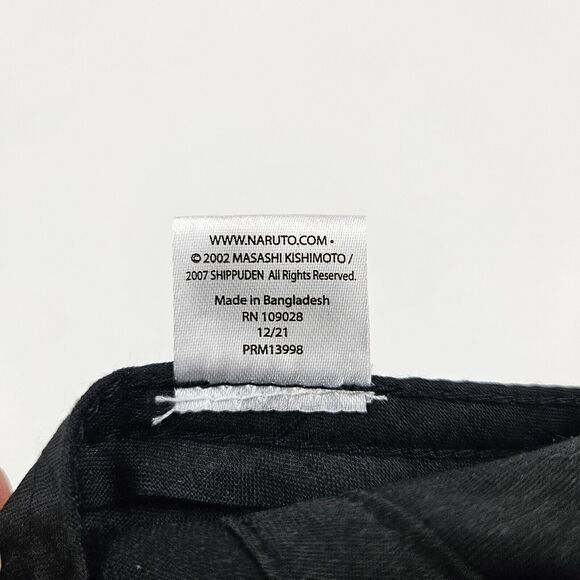 WWW.NARUTO.COM •
© 2002 MASASHI KISHIMOTO /
2007 SHIPPUDEN All Rights Reserved.
Made in Bangladesh
RN 109028
12/21
PRM13998